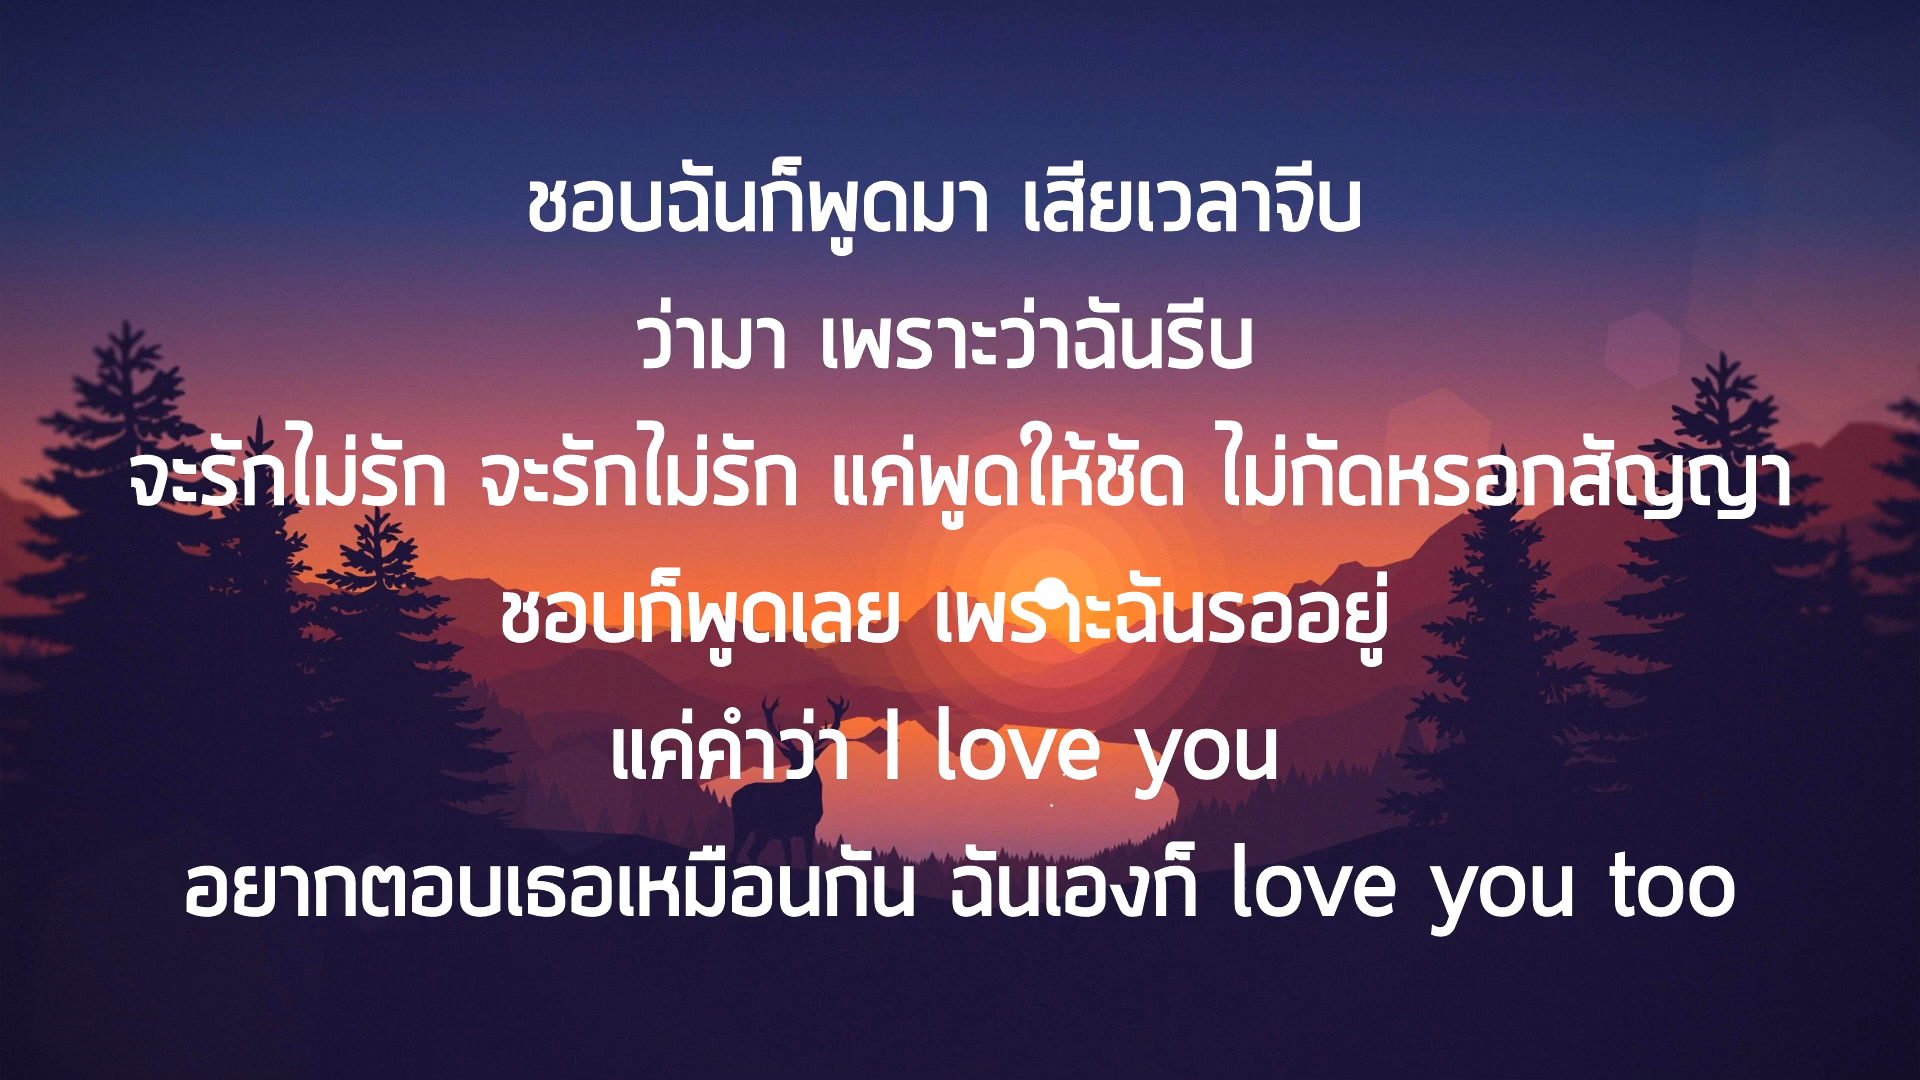 ชอบฉันก็พูดมา เสียเวลาจีบ
ว่ามา เพราะว่าฉันรีบ
จะรักไม่รัก จะรักไม่รัก แค่พูดให้ชัด ไม่กัดหรอกสัญญา
ชอบก็พูดเลย เพราะฉันรออยู่
แค่คำว่า I love you
อยากตอบเธอเหมือนกัน ฉันเองก็ love you too